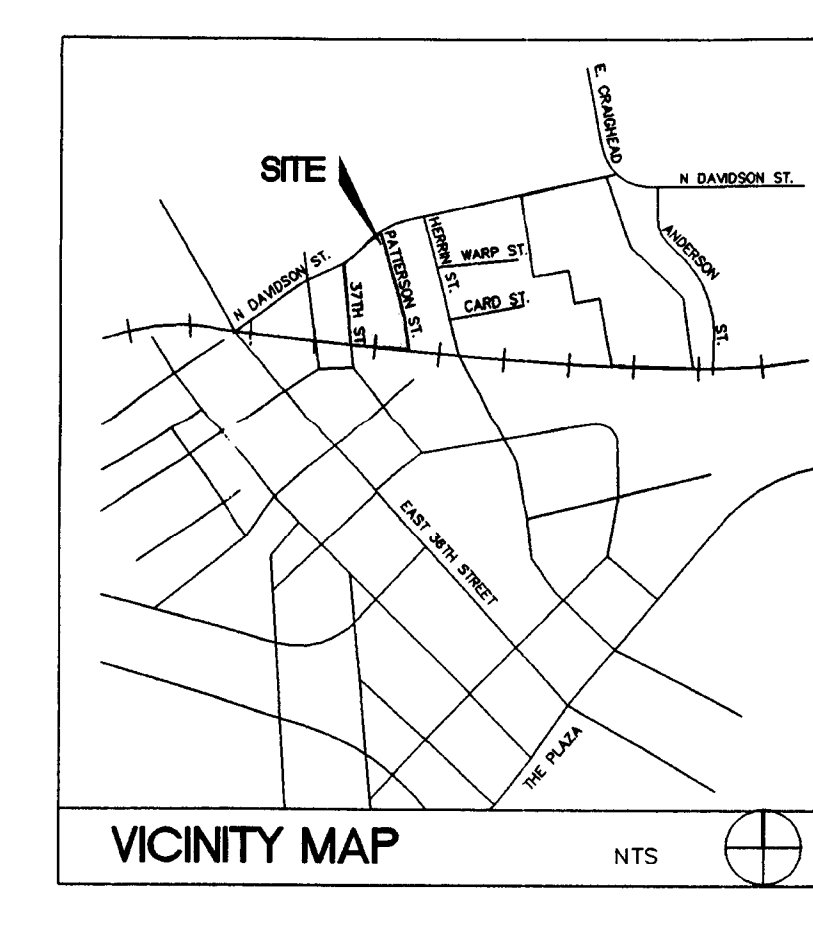 E. CRAIGHEAD
SITE
N DAVIDSON ST.
N DAVIDSON ST.
37TH ST.
PATTERSON ST.
HERRIN ST.
WARP ST.
CARD ST.
ANDERSON ST.
EAST 36TH STREET
THE PLAZA
VICINITY MAP
NTS